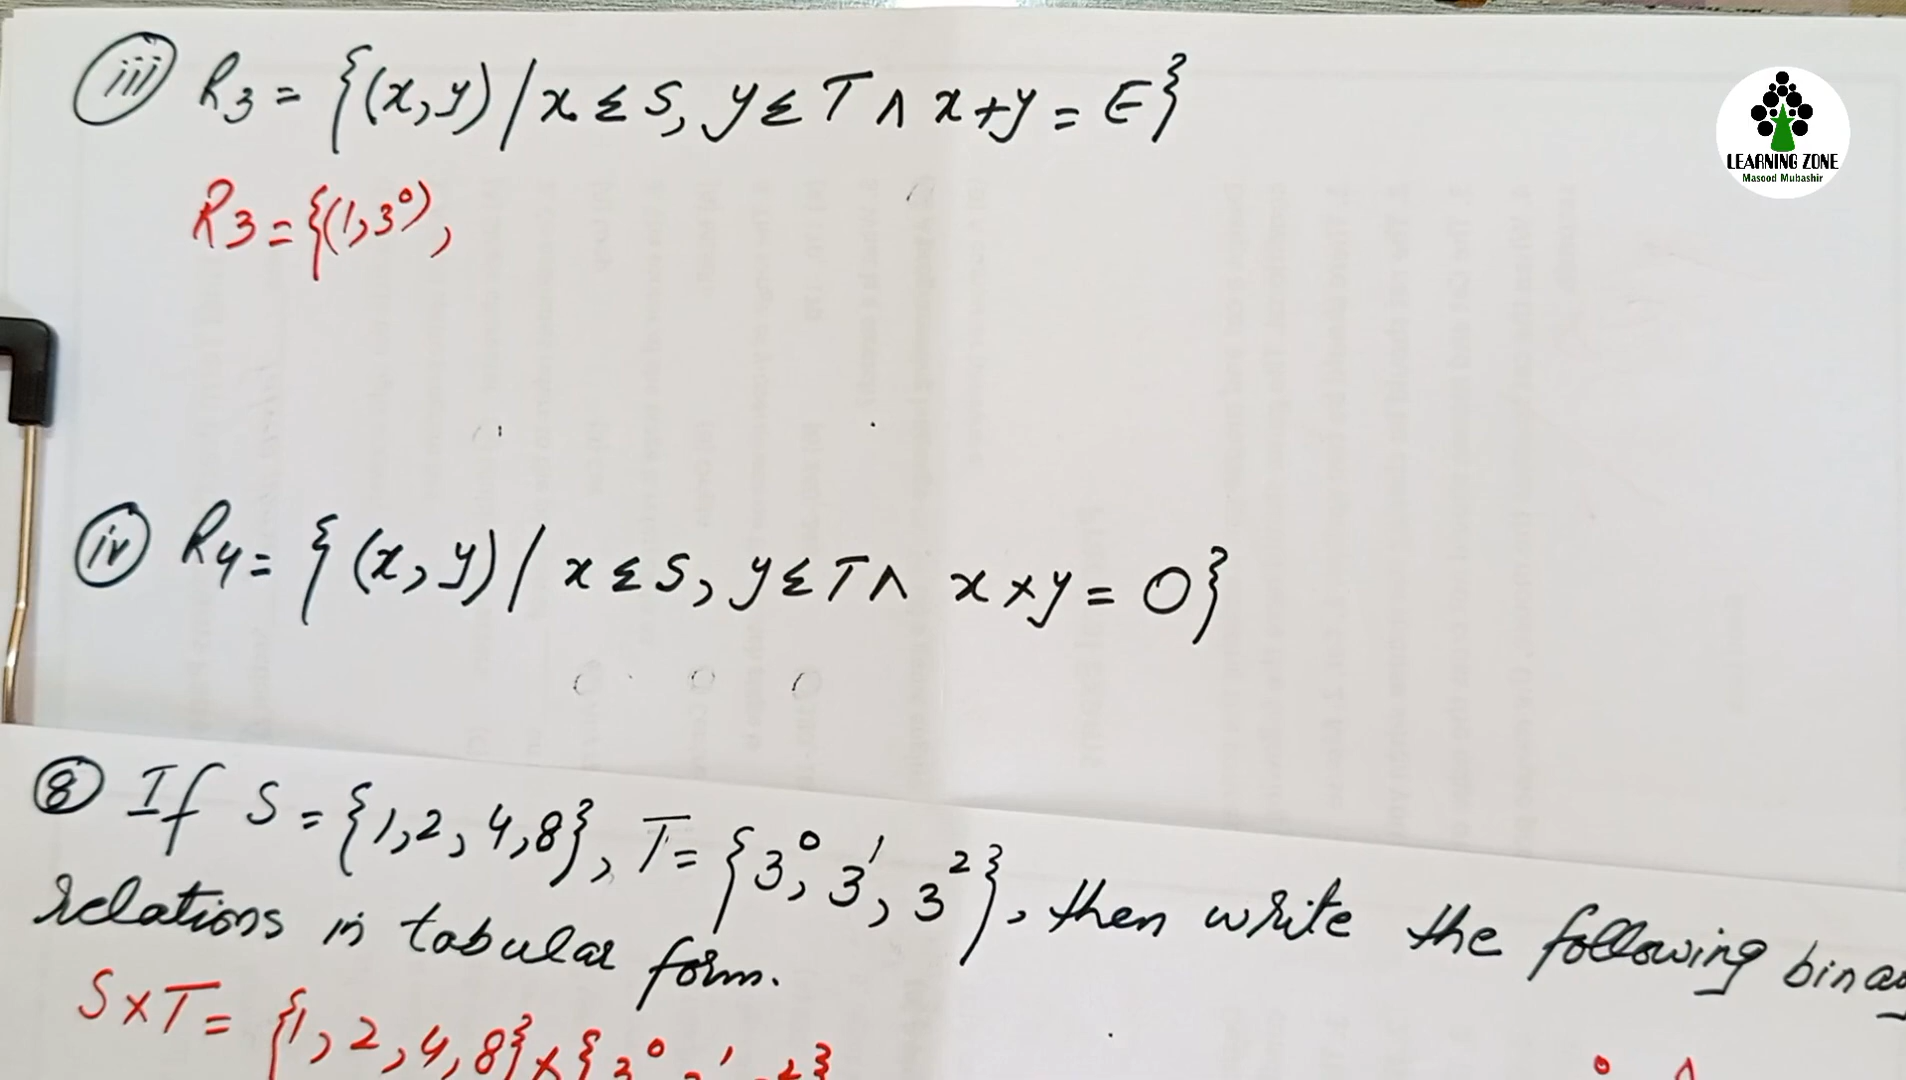 (iii) R₃ = {(x, y) / x ∈ S, y ∈ T ∧ x + y = E}
R₃ = {(1, 3⁰),
(iv) R₄ = {(x, y) / x ∈ S, y ∈ T ∧ x × y = O}
(8) If S = {1, 2, 4, 8}, T = {3⁰, 3¹, 3²}, then write the following
relations in tabular form.
S × T = {1, 2, 4, 8} × {3⁰
LEARNING ZONE
Masood Mubashir